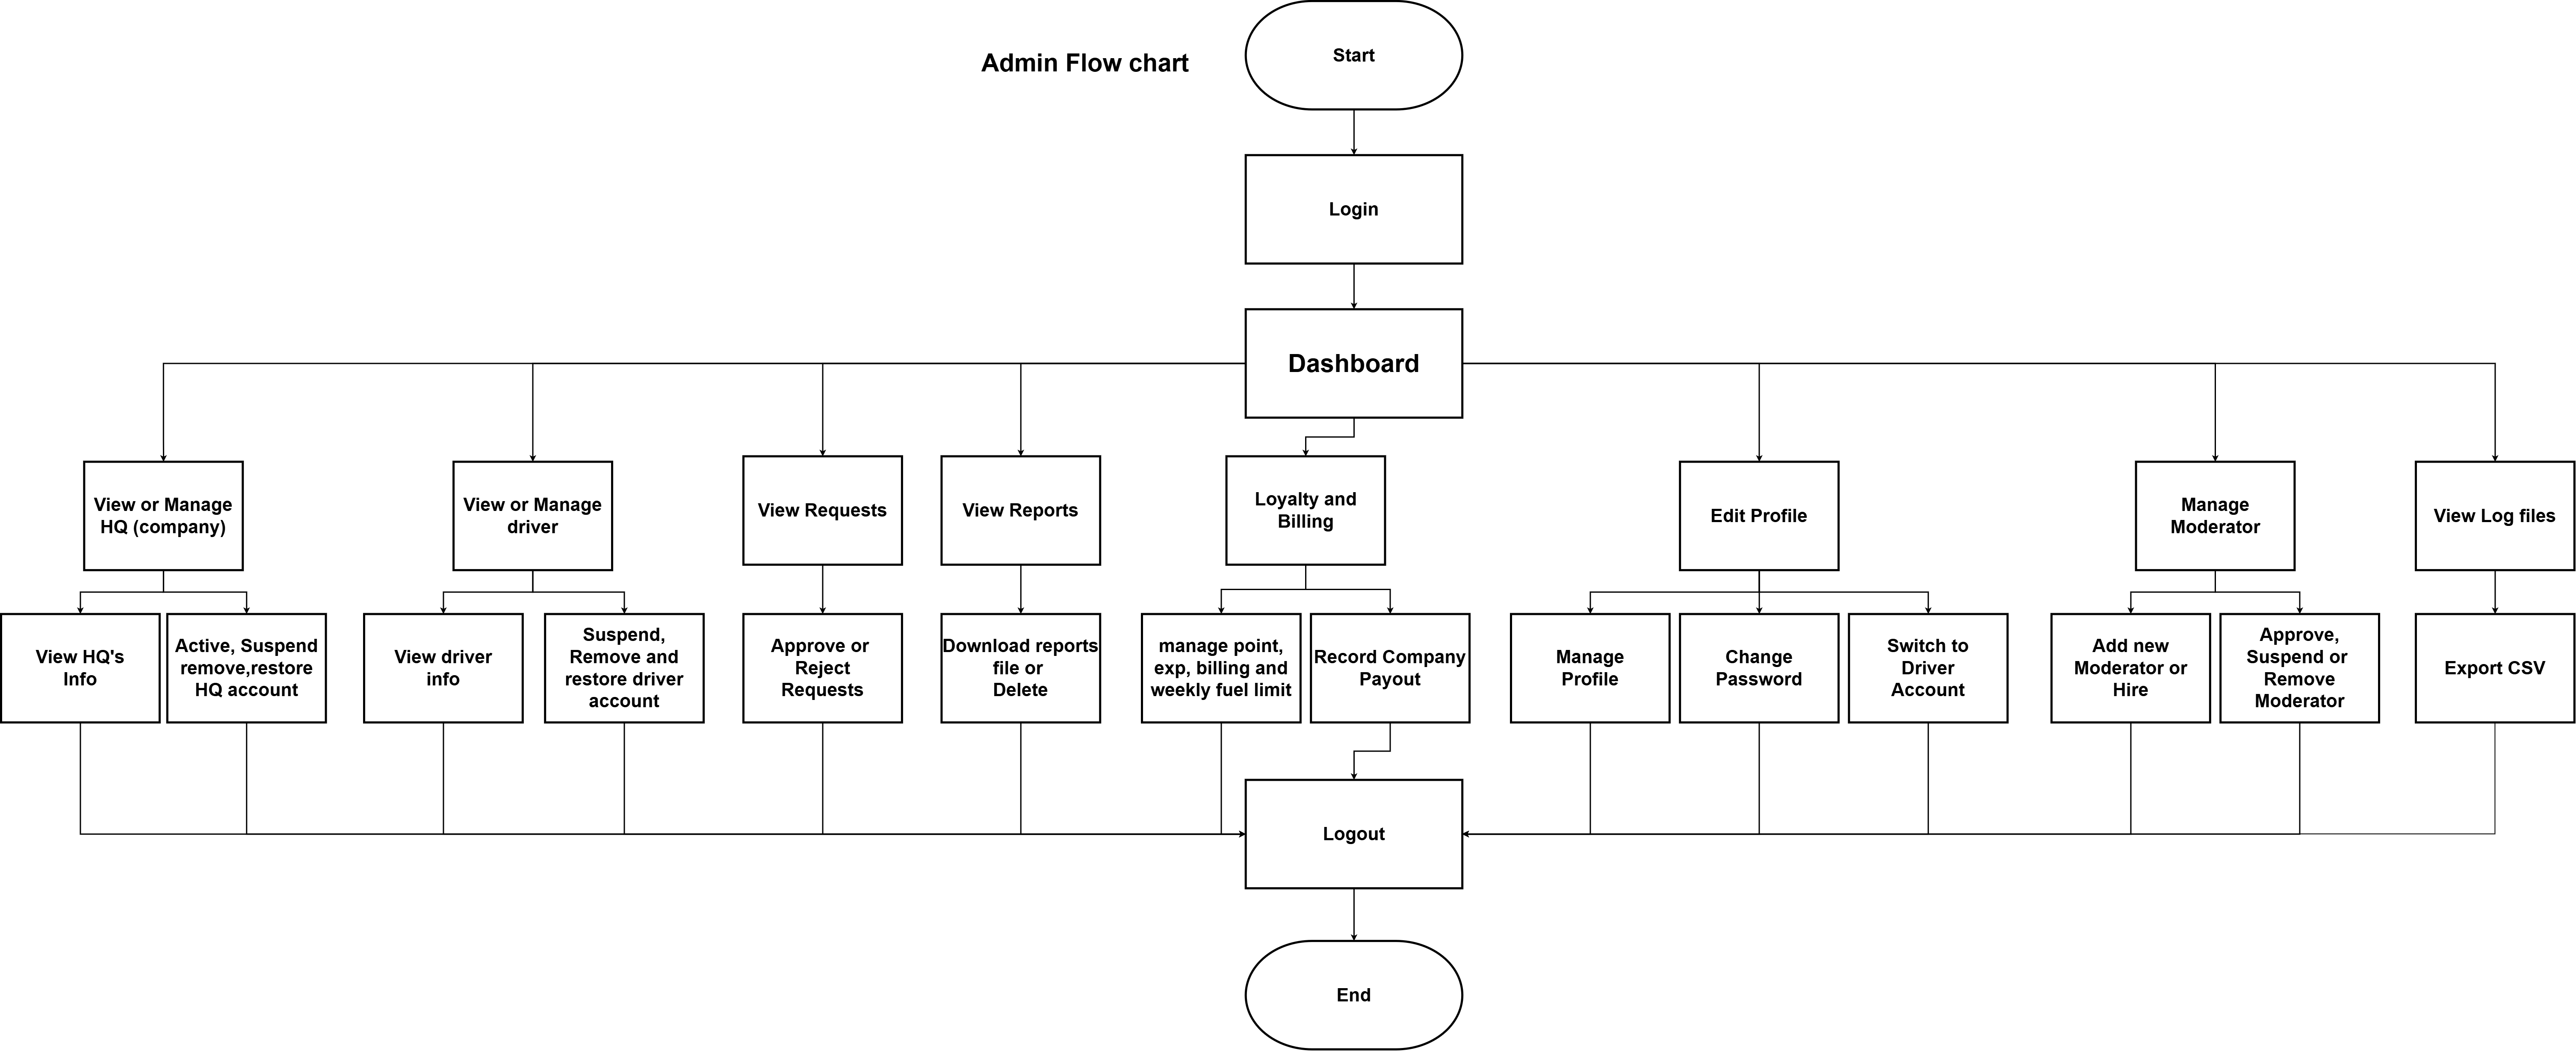 Admin Flow chart
Start
Login
Dashboard
View or Manage
HQ (company)
View or Manage
driver
View Requests
View Reports
Loyalty and
Billing
Edit Profile
Manage
Moderator
View Log files
View HQ's
Info
Active, Suspend
remove,restore
HQ account
View driver
info
Suspend,
Remove and
restore driver
account
Approve or
Reject
Requests
Download reports
file or
Delete
manage point,
exp, billing and
weekly fuel limit
Record Company
Payout
Manage
Profile
Change
Password
Switch to
Driver
Account
Add new
Moderator or
Hire
Approve,
Suspend or
Remove
Moderator
Export CSV
Logout
End